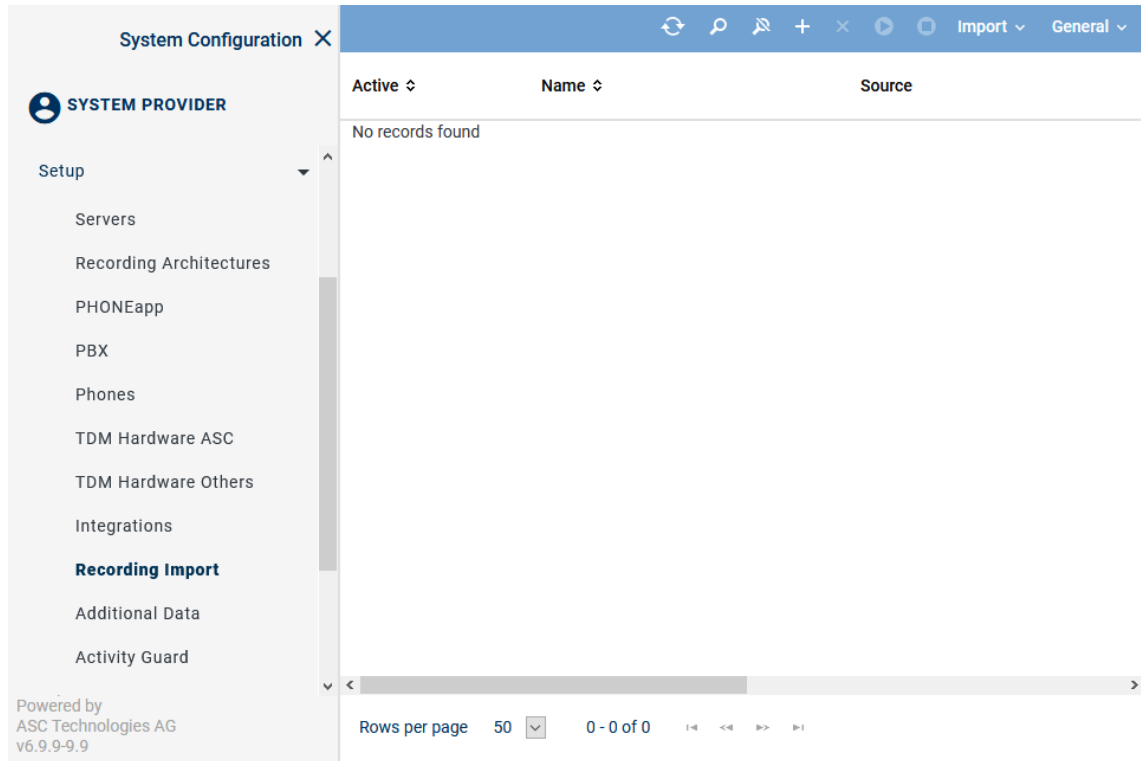 System Configuration
SYSTEM PROVIDER
Setup
Servers
Recording Architectures
PHONEapp
PBX
Phones
TDM Hardware ASC
TDM Hardware Others
Integrations
Recording Import
Additional Data
Activity Guard
Powered by
ASC Technologies AG
v6.9.9-9.9
Import General
Active Name Source
No records found
Rows per page 50 0 - 0 of 0